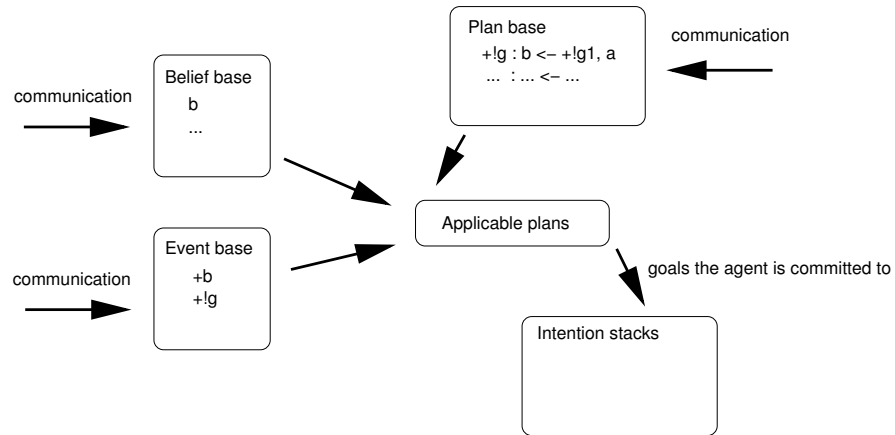 Plan base
+!g : b <− +!g1, a
... : ... <− ...
communication
Belief base
b
...
communication
Applicable plans
Event base
+b
+!g
communication
goals the agent is committed to
Intention stacks